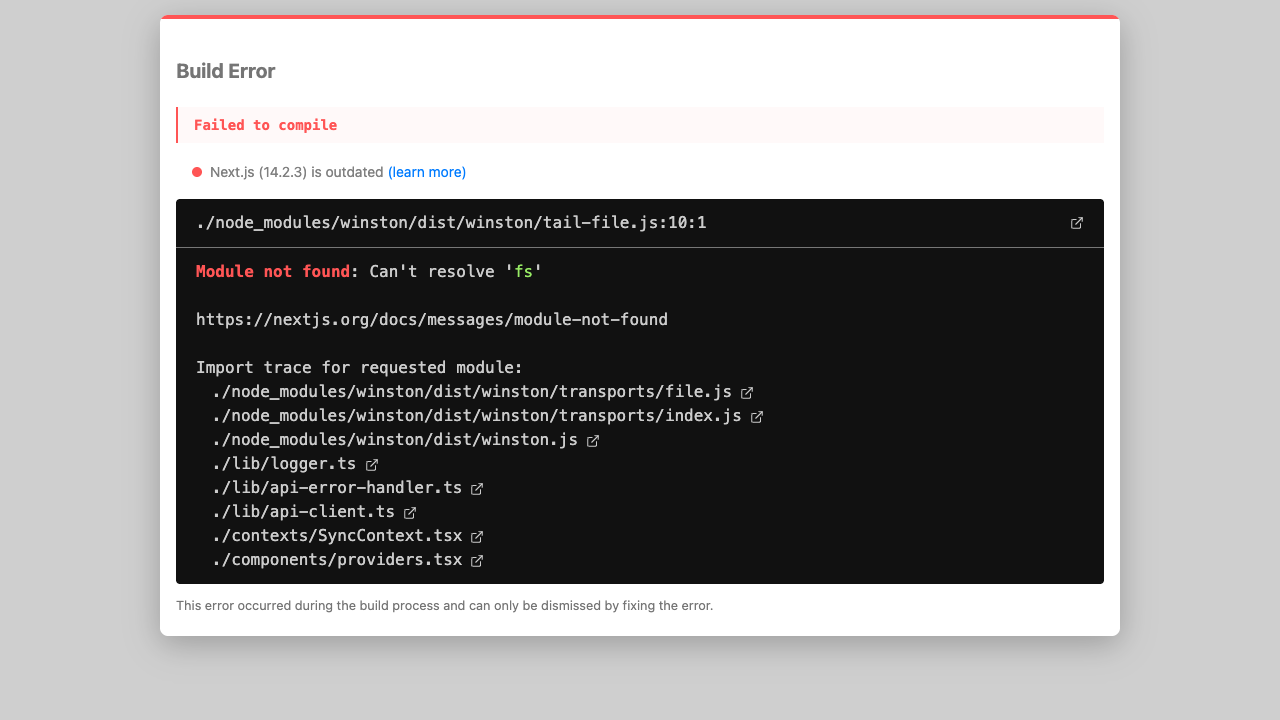 Build Error
Failed to compile
Next.js (14.2.3) is outdated (learn more)
./node_modules/winston/dist/winston/tail-file.js:10:1
Module not found: Can't resolve 'fs'
https://nextjs.org/docs/messages/module-not-found
Import trace for requested module:
./node_modules/winston/dist/winston/transports/file.js
./node_modules/winston/dist/winston/transports/index.js
./node_modules/winston/dist/winston.js
./lib/logger.ts
./lib/api-error-handler.ts
./lib/api-client.ts
./contexts/SyncContext.tsx
./components/providers.tsx
This error occurred during the build process and can only be dismissed by fixing the error.